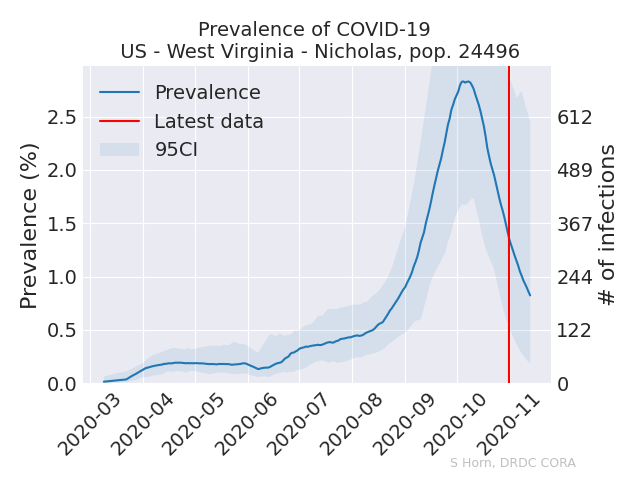 Prevalence of COVID-19
US - West Virginia - Nicholas, pop. 24496
Prevalence
Latest data
95CI
Prevalence (%)
2.5
2.0
1.5
1.0
0.5
0.0
612
489
367
244
122
0
# of infections
2020-03
2020-04
2020-05
2020-06
2020-07
2020-08
2020-09
2020-10
2020-11
S Horn, DRDC CORA